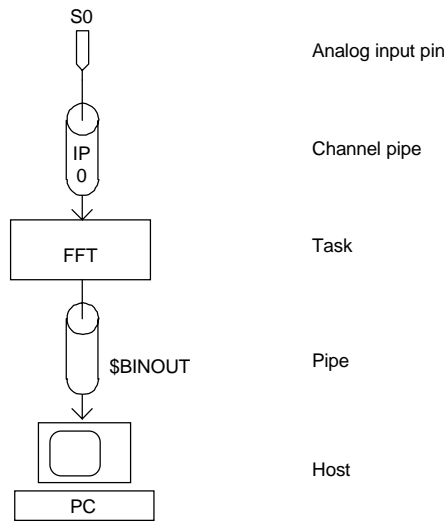 S0
Analog input pin
IP
0
Channel pipe
FFT
Task
$BINOUT
Pipe
Host
PC